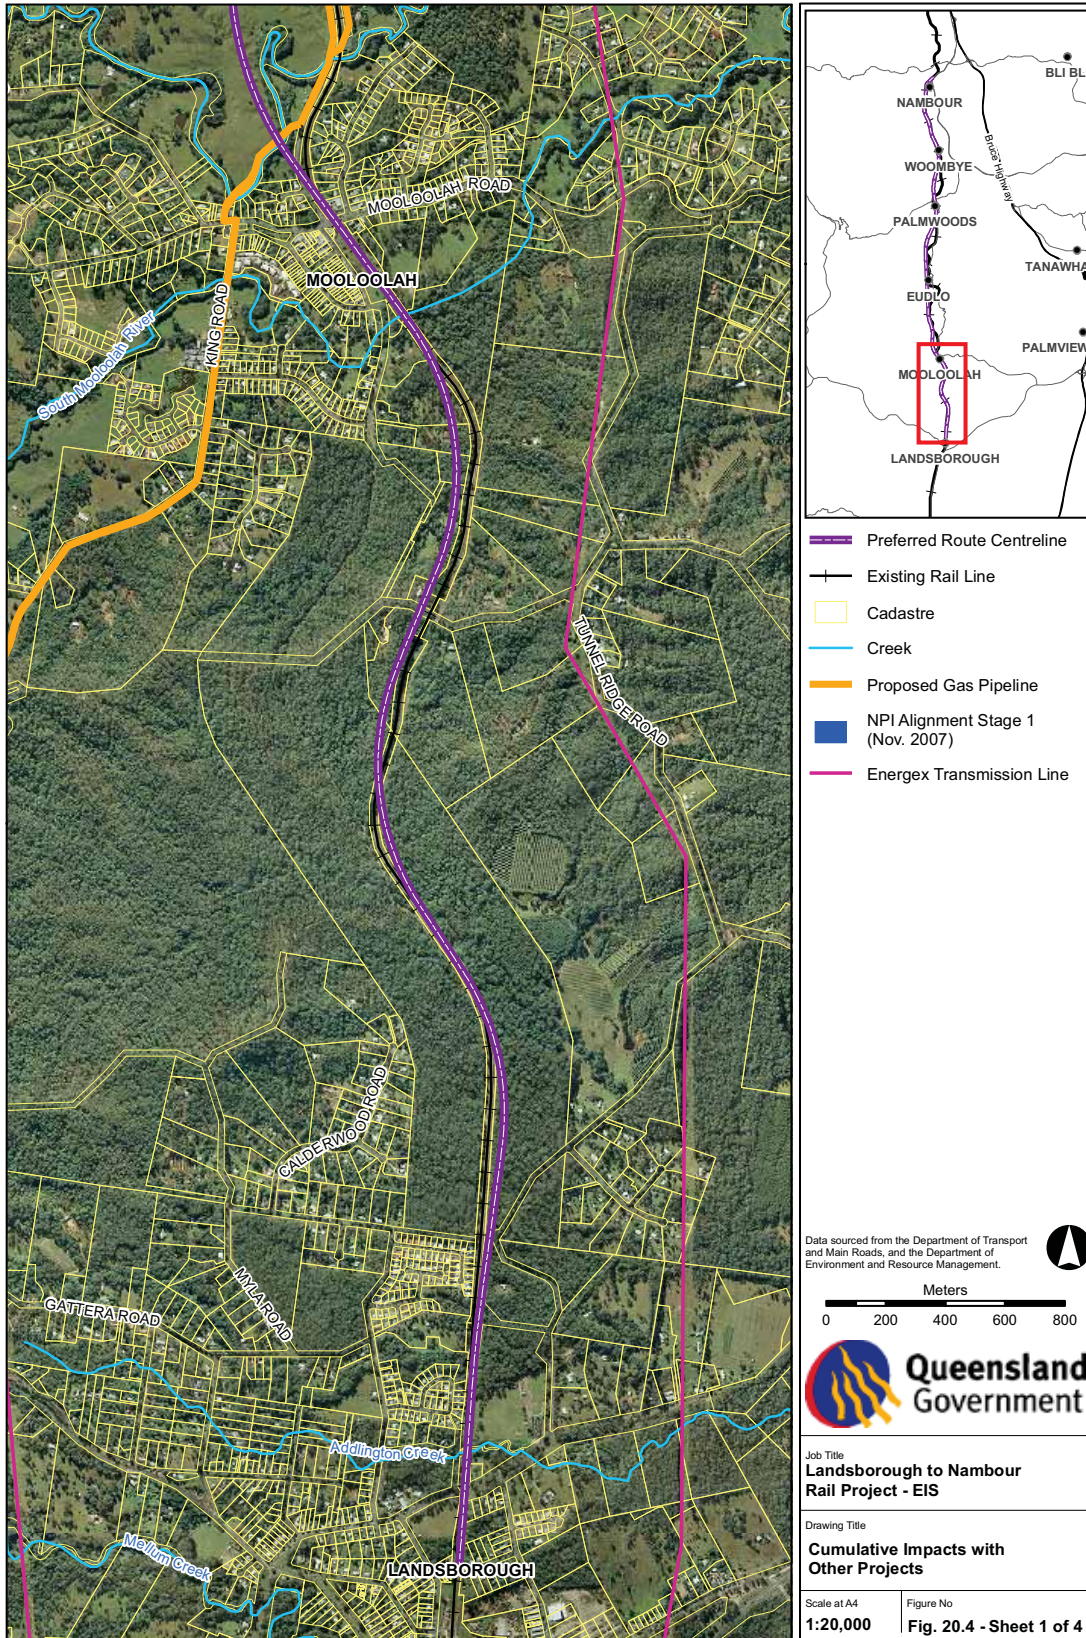 MOOLOOLAH ROAD
MOOLOOLAH
KING ROAD
South Mooloolah River
TUNNEL RIDGE ROAD
CALDERWOOD ROAD
MYLA ROAD
GATTERA ROAD
Addlington Creek
Mellum Creek
LANDSBOROUGH
BLI BL
NAMBOUR
Bruce Highway
WOOMBYE
PALMWOODS
TANAWHA
EUDLO
PALMVIEW
MOOLOOLAH
LANDSBOROUGH
Preferred Route Centreline
Existing Rail Line
Cadastre
Creek
Proposed Gas Pipeline
NPI Alignment Stage 1
(Nov. 2007)
Energex Transmission Line
Data sourced from the Department of Transport
and Main Roads, and the Department of
Environment and Resource Management.
Meters
0 200 400 600 800
Queensland
Government
Job Title
Landsborough to Nambour
Rail Project - EIS
Drawing Title
Cumulative Impacts with
Other Projects
Scale at A4
1:20,000
Figure No
Fig. 20.4 - Sheet 1 of 4